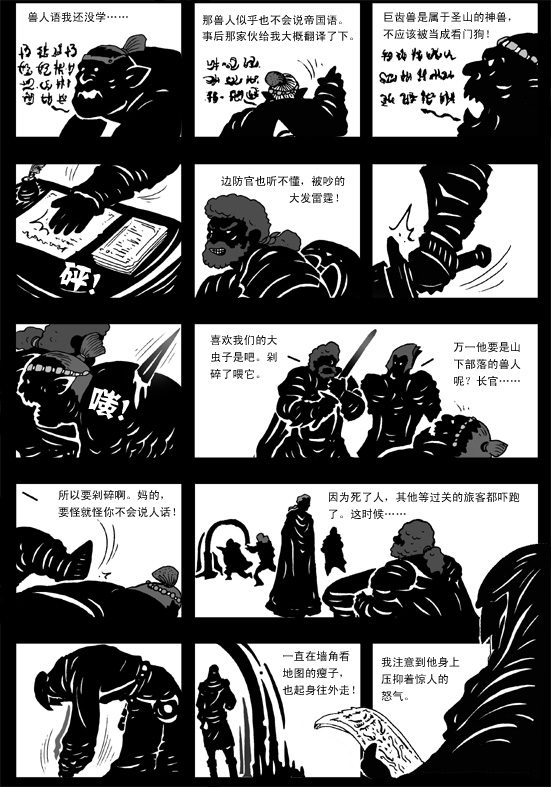 兽人语我还没学……
那兽人似乎也不会说帝国语。
事后那家伙给我大概翻译了下。
巨齿兽是属于圣山的神兽，
不应该被当成看门狗！
砰！
边防官也听不懂，被吵的
大发雷霆！
喽！
喜欢我们的大
虫子是吧。剁
碎了喂它。
万一他要是山
下部落的兽人
呢？长官……
所以要剁碎啊。妈的，
要怪就怪你不会说人话！
因为死了人，其他等过关的旅客都吓跑
了。这时候……
一直在墙角看
地图的瘦子，
也起身往外走！
我注意到他身上
压抑着惊人的
怒气。